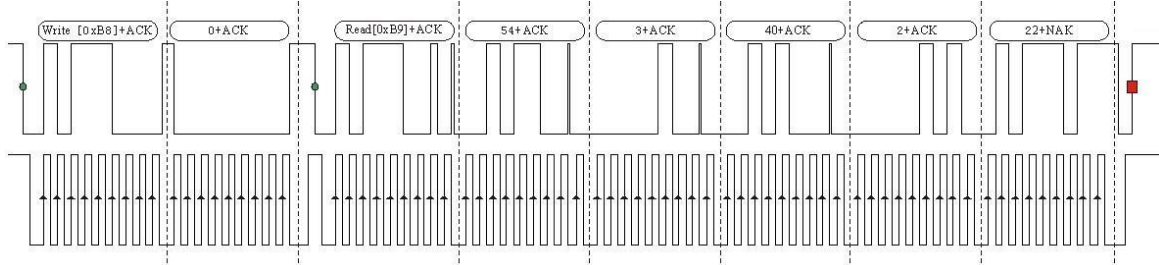 Write [0xB8]+ACK
0+ACK
Read[0xB9]+ACK
54+ACK
3+ACK
40+ACK
2+ACK
22+NAK